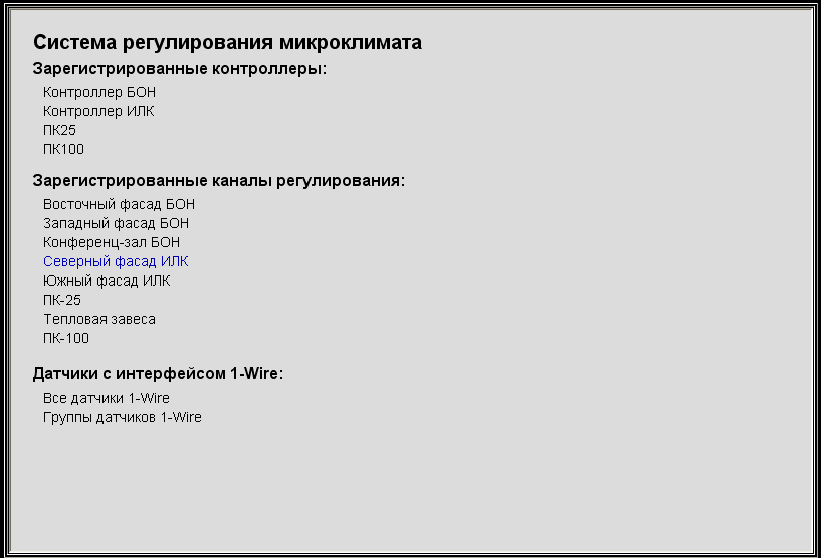 Система регулирования микроклимата
Зарегистрированные контроллеры:
Контроллер БОН
Контроллер ИЛК
ПК25
ПК100
Зарегистрированные каналы регулирования:
Восточный фасад БОН
Западный фасад БОН
Конференц-зал БОН
Северный фасад ИЛК
Южный фасад ИЛК
ПК-25
Тепловая завеса
ПК-100
Датчики с интерфейсом 1-Wire:
Все датчики 1-Wire
Группы датчиков 1-Wire